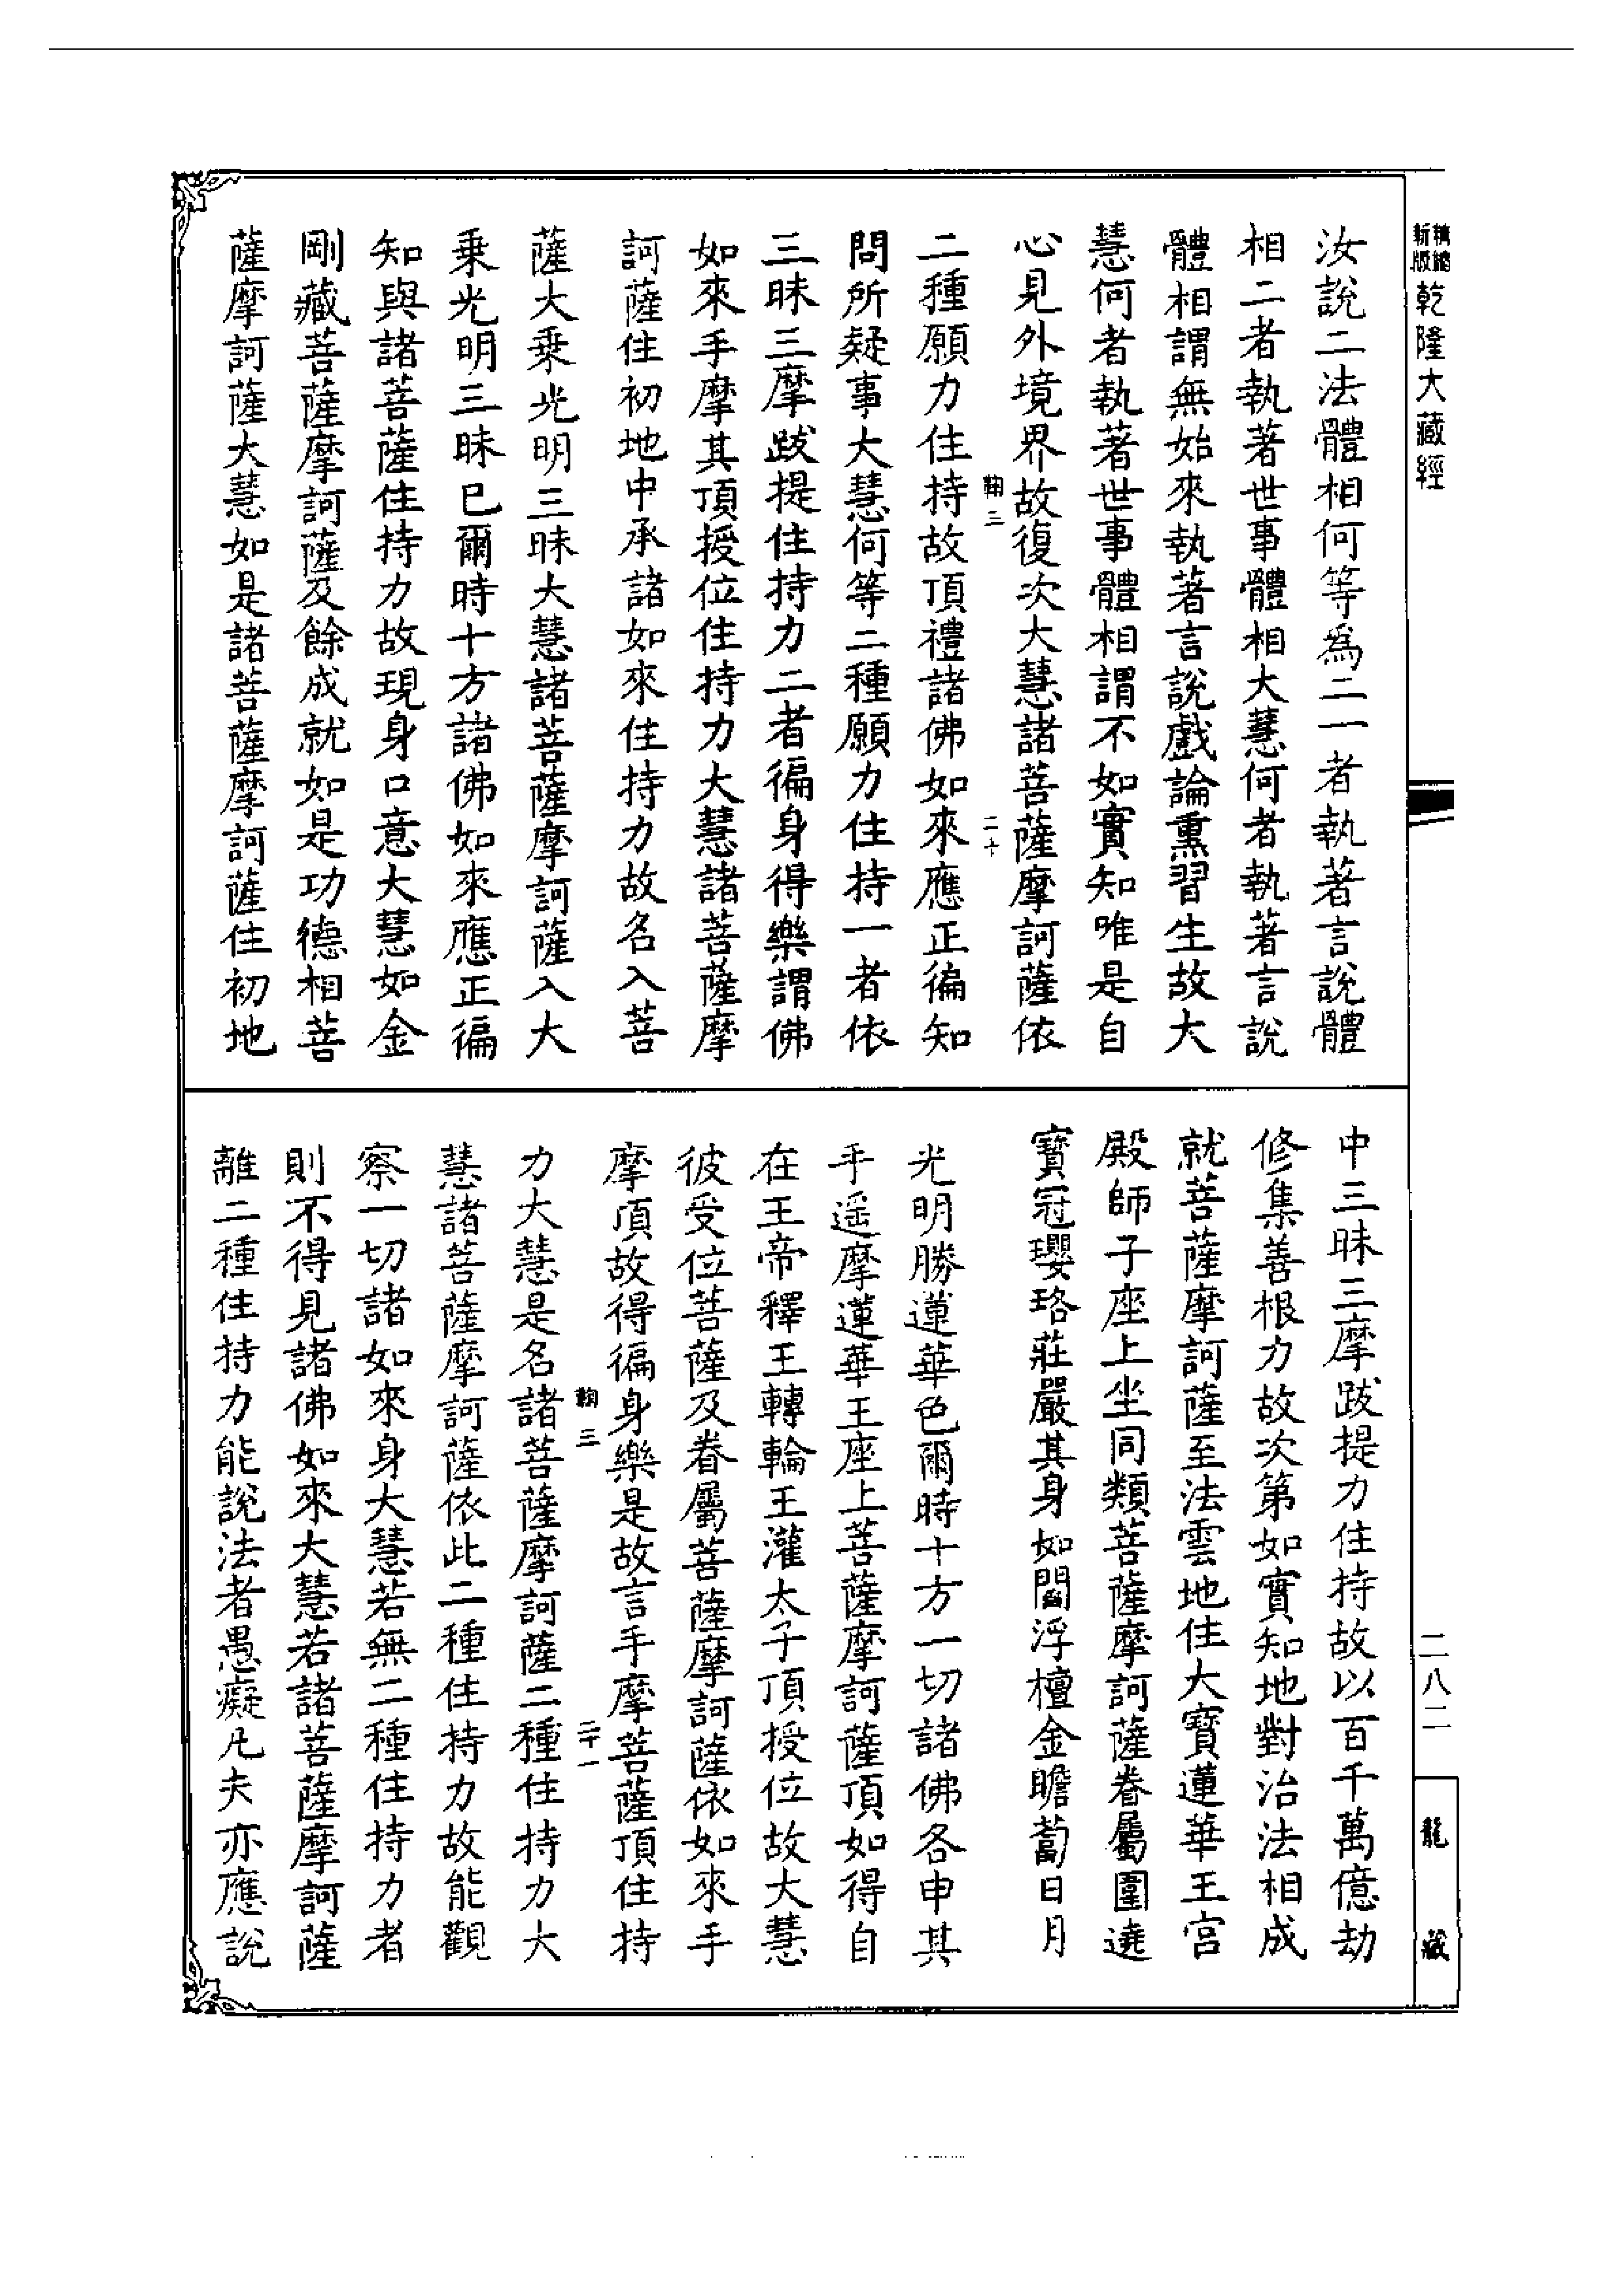 精縮新版乾隆大藏經
汝說二法體相何等爲二一者執著言說體
相二者執著世事體相大慧何者執著言說
體相謂無始來執著言說戲論熏習生故大
慧何者執著世事體相謂不如實知唯是自
心見外境界故復次大慧諸菩薩摩訶薩依
鞠三 二十
二種願力住持故頂禮諸佛如來應正徧知
問所疑事大慧何等二種願力住持一者依
三昧三摩跋提住持力二者徧身得樂謂佛
如來手摩其頂授位住持力大慧諸菩薩摩
訶薩住初地中承諸如來住持力故名入菩
薩大乘光明三昧大慧諸菩薩摩訶薩入大
乘光明三昧已爾時十方諸佛如來應正徧
知與諸菩薩住持力故現身口意大慧如金
剛藏菩薩摩訶薩及餘成就如是功德相菩
薩摩訶薩大慧如是諸菩薩摩訶薩住初地
中三昧三摩跋提力住持故以百千萬億劫
修集善根力故次第如實知地對治法相成
就菩薩摩訶薩至法雲地住大寶蓮華王宮
殿師子座上坐同類菩薩摩訶薩眷屬圍遶
寶冠瓔珞莊嚴其身如閻浮檀金瞻蔔日月
光明勝蓮華色爾時十方一切諸佛各申其
手遥摩蓮華王座上菩薩摩訶薩頂如得自
在王帝釋王轉輪王灌太子頂授位故大慧
彼受位菩薩及眷屬菩薩摩訶薩依如來手
摩頂故得徧身樂是故言手摩菩薩頂住持
鞠三 二十一
力大慧是名諸菩薩摩訶薩二種住持力大
慧諸菩薩摩訶薩依此二種住持力故能觀
察一切諸如來身大慧若無二種住持力者
則不得見諸佛如來大慧若諸菩薩摩訶薩
離二種住持力能說法者愚癡凡夫亦應說
二八二
龍藏